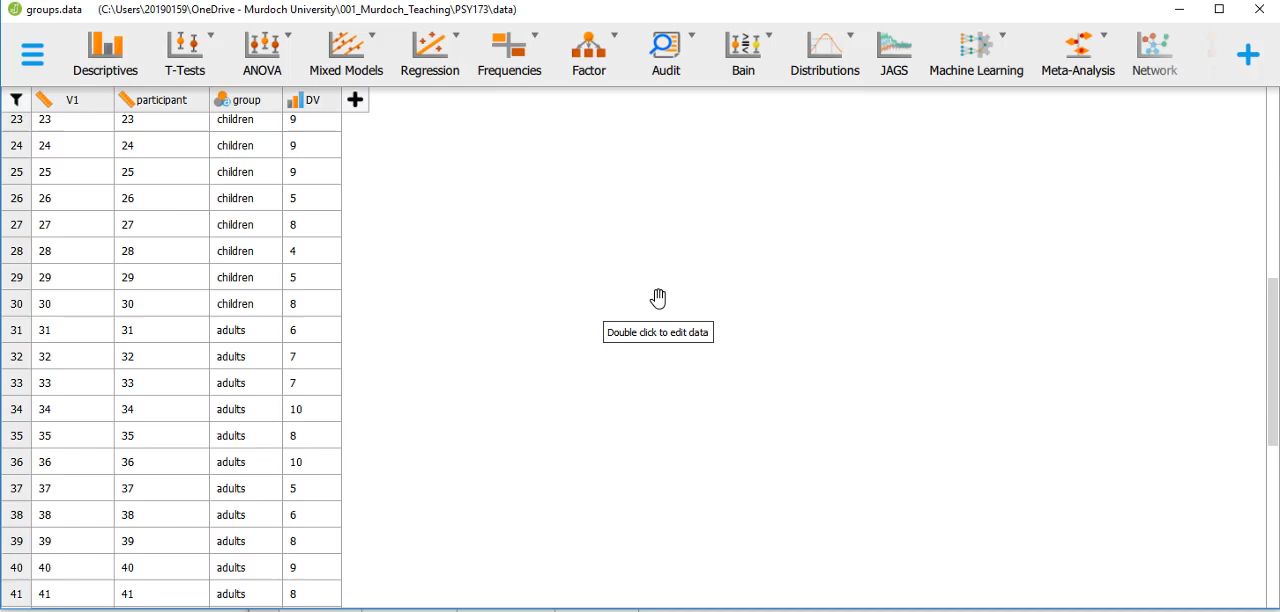 groups.data (C:\Users\20190159\OneDrive - Murdoch University\001_Murdoch_Teaching\PSY173\data)
Descriptives T-Tests ANOVA Mixed Models Regression Frequencies Factor Audit Bain Distributions JAGS Machine Learning Meta-Analysis Network
V1 participant group DV
23 23 23 children 9
24 24 24 children 9
25 25 25 children 9
26 26 26 children 5
27 27 27 children 8
28 28 28 children 4
29 29 29 children 5
30 30 30 children 8
31 31 31 adults 6
Double click to edit data
32 32 32 adults 7
33 33 33 adults 7
34 34 34 adults 10
35 35 35 adults 8
36 36 36 adults 10
37 37 37 adults 5
38 38 38 adults 6
39 39 39 adults 8
40 40 40 adults 9
41 41 41 adults 8